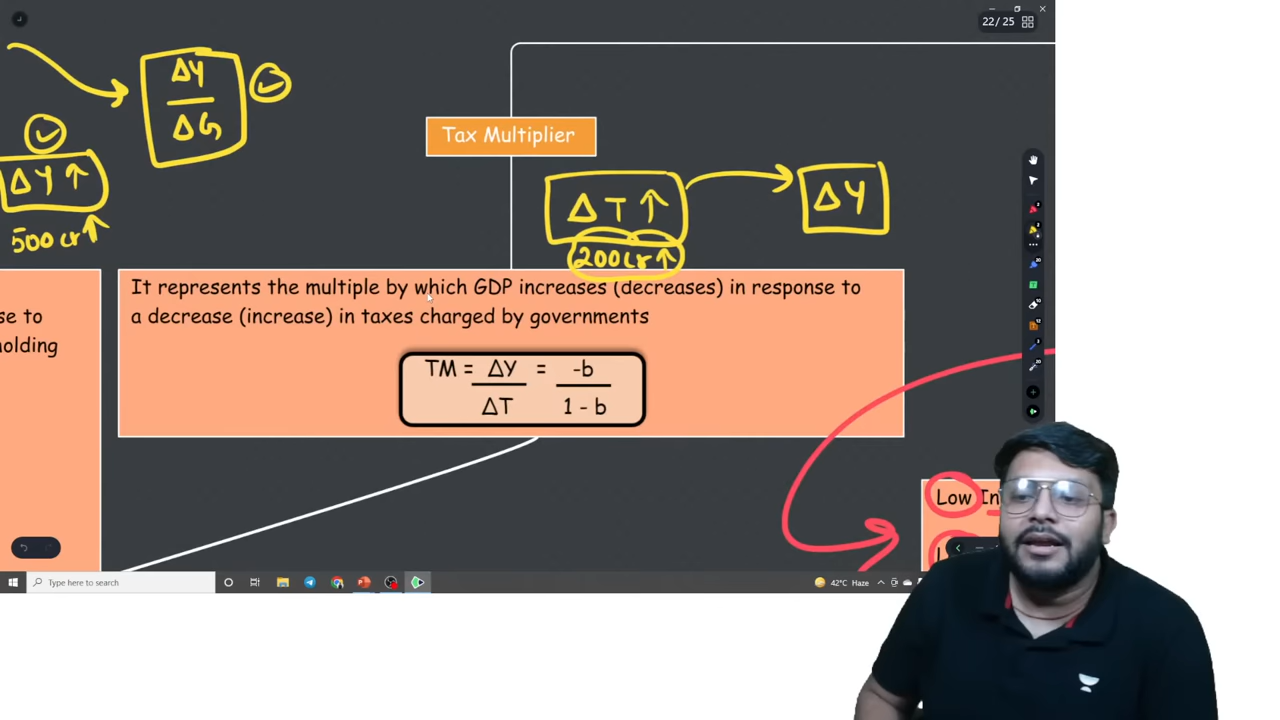 22/ 25
ΔY
ΔG
ΔY ↑
500 cr ↑
Tax Multiplier
Δ T ↑
200 cr ↑
ΔY
It represents the multiple by which GDP increases (decreases) in response to
a decrease (increase) in taxes charged by governments
se to
olding
TM = ΔY = -b
ΔT 1 - b
Low In
L
Type here to search
42°C Haze